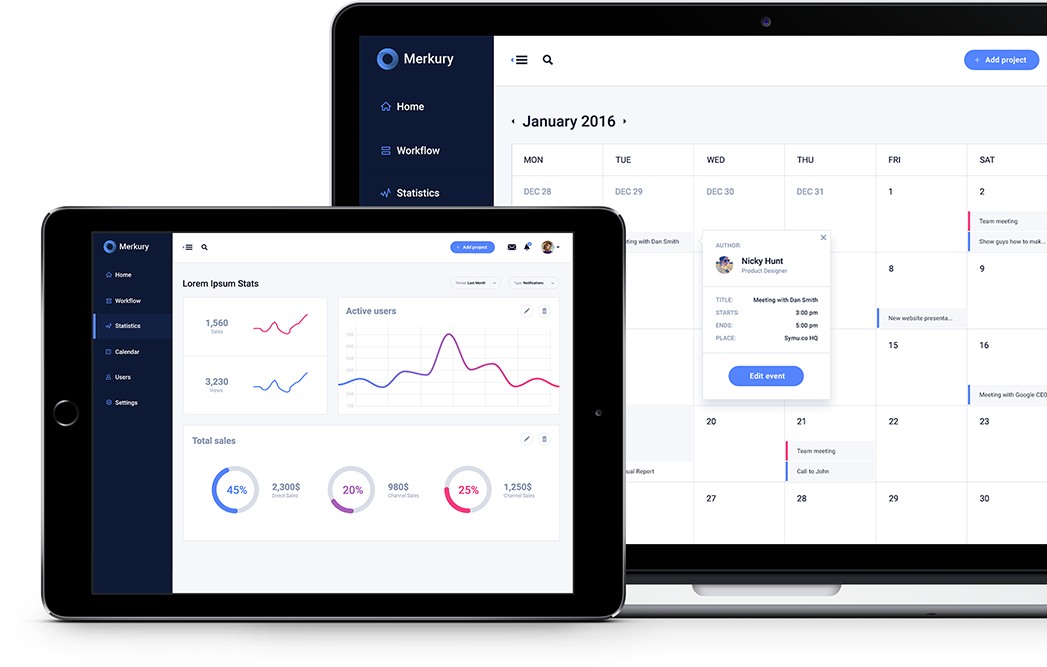 Merkury
Home
Workflow
Statistics
+ Add project
January 2016
MON TUE WED THU FRI SAT
DEC 28 DEC 29 DEC 30 DEC 31 1 2
Team meeting
Show guys how to mak...
with Dan Smith
AUTHOR:
Nicky Hunt
Product Designer
TITLE: Meeting with Dan Smith
STARTS: 3:00 pm
ENDS: 5:00 pm
PLACE: Symu.co HQ
Edit event
8 9
New website presenta...
15 16
Meeting with Google CEO
20 21 22 23
Team meeting
Call to John
Report
27 28 29 30
Merkury
Home
Workflow
Statistics
Calendar
Users
Settings
+ Add project
Lorem Ipsum Stats
Period: Last Month
Type: Notifications
1,560
Sales
3,230
Views
Active users
Total sales
45%
2,300$
Direct Sales
20%
980$
Channel Sales
25%
1,250$
Channel Sales